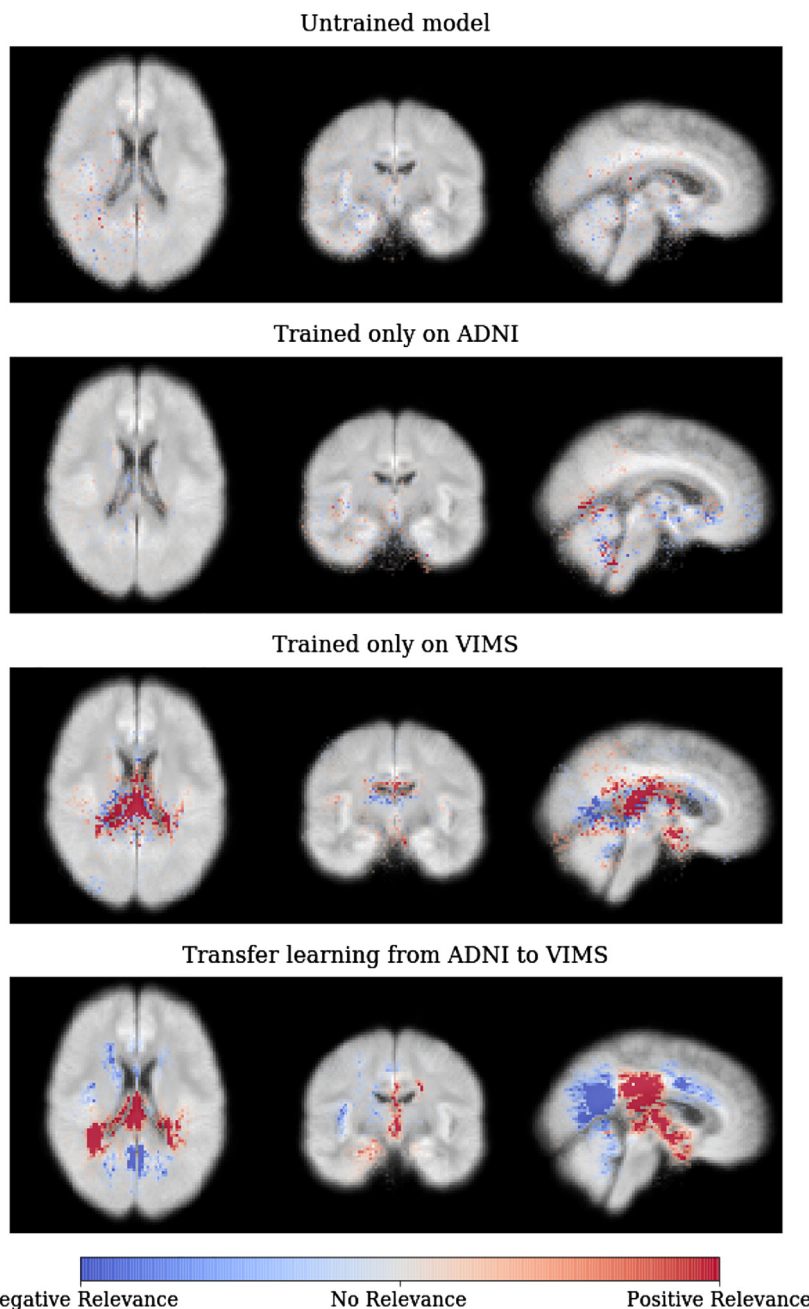 Untrained model
Trained only on ADNI
Trained only on VIMS
Transfer learning from ADNI to VIMS
egative Relevance No Relevance Positive Relevance